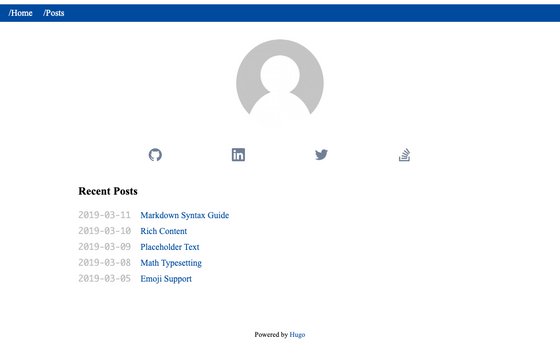 /Home /Posts
Recent Posts
2019-03-11 Markdown Syntax Guide
2019-03-10 Rich Content
2019-03-09 Placeholder Text
2019-03-08 Math Typesetting
2019-03-05 Emoji Support
Powered by Hugo